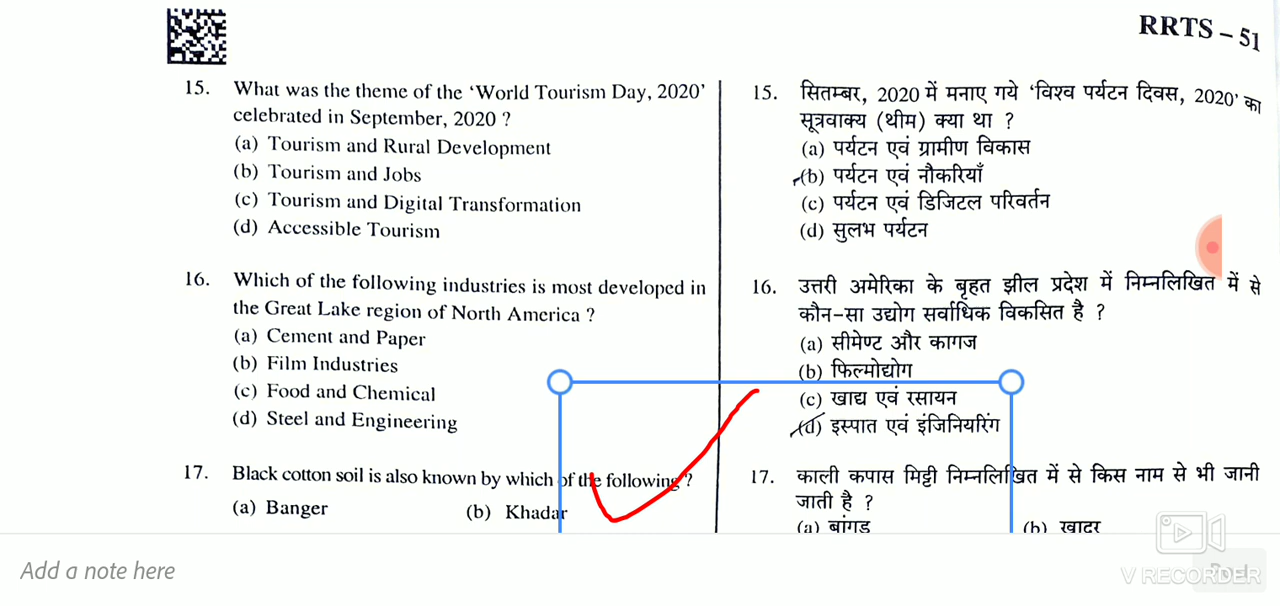 RRTS – 51
15. What was the theme of the ‘World Tourism Day, 2020’
celebrated in September, 2020 ?
(a) Tourism and Rural Development
(b) Tourism and Jobs
(c) Tourism and Digital Transformation
(d) Accessible Tourism
16. Which of the following industries is most developed in
the Great Lake region of North America ?
(a) Cement and Paper
(b) Film Industries
(c) Food and Chemical
(d) Steel and Engineering
17. Black cotton soil is also known by which of the following ?
(a) Banger (b) Khadar
15. सितम्बर, 2020 में मनाए गये ‘विश्व पर्यटन दिवस, 2020’ का
सूत्रवाक्य (थीम) क्या था ?
(a) पर्यटन एवं ग्रामीण विकास
(b) पर्यटन एवं नौकरियाँ
(c) पर्यटन एवं डिजिटल परिवर्तन
(d) सुलभ पर्यटन
16. उत्तरी अमेरिका के बृहत झील प्रदेश में निम्नलिखित में से
कौन-सा उद्योग सर्वाधिक विकसित है ?
(a) सीमेण्ट और कागज
(b) फिल्मोद्योग
(c) खाद्य एवं रसायन
(d) इस्पात एवं इंजिनियरिंग
17. काली कपास मिट्टी निम्नलिखित में से किस नाम से भी जानी
जाती है ?
(a) बांगड़ (b) खादर
Add a note here
V RECORDER